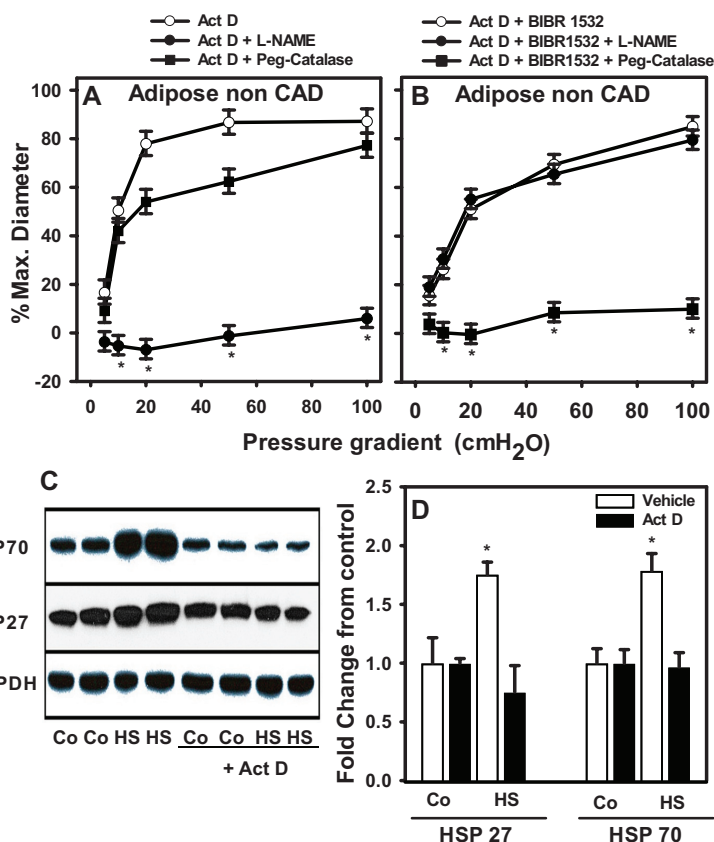 Act D
Act D + L-NAME
Act D + Peg-Catalase
Act D + BIBR 1532
Act D + BIBR1532 + L-NAME
Act D + BIBR1532 + Peg-Catalase
A
Adipose non CAD
B
Adipose non CAD
% Max. Diameter
100
80
60
40
20
0
-20
* * * *
* * * *
0 20 40 60 80 100
0 20 40 60 80 100
Pressure gradient (cmH2O)
C
P70
P27
PDH
Co Co HS HS Co Co HS HS
+ Act D
D
Vehicle
Act D
Fold Change from control
2.5
2.0
1.5
1.0
0.5
0.0
*
*
Co HS Co HS
HSP 27 HSP 70